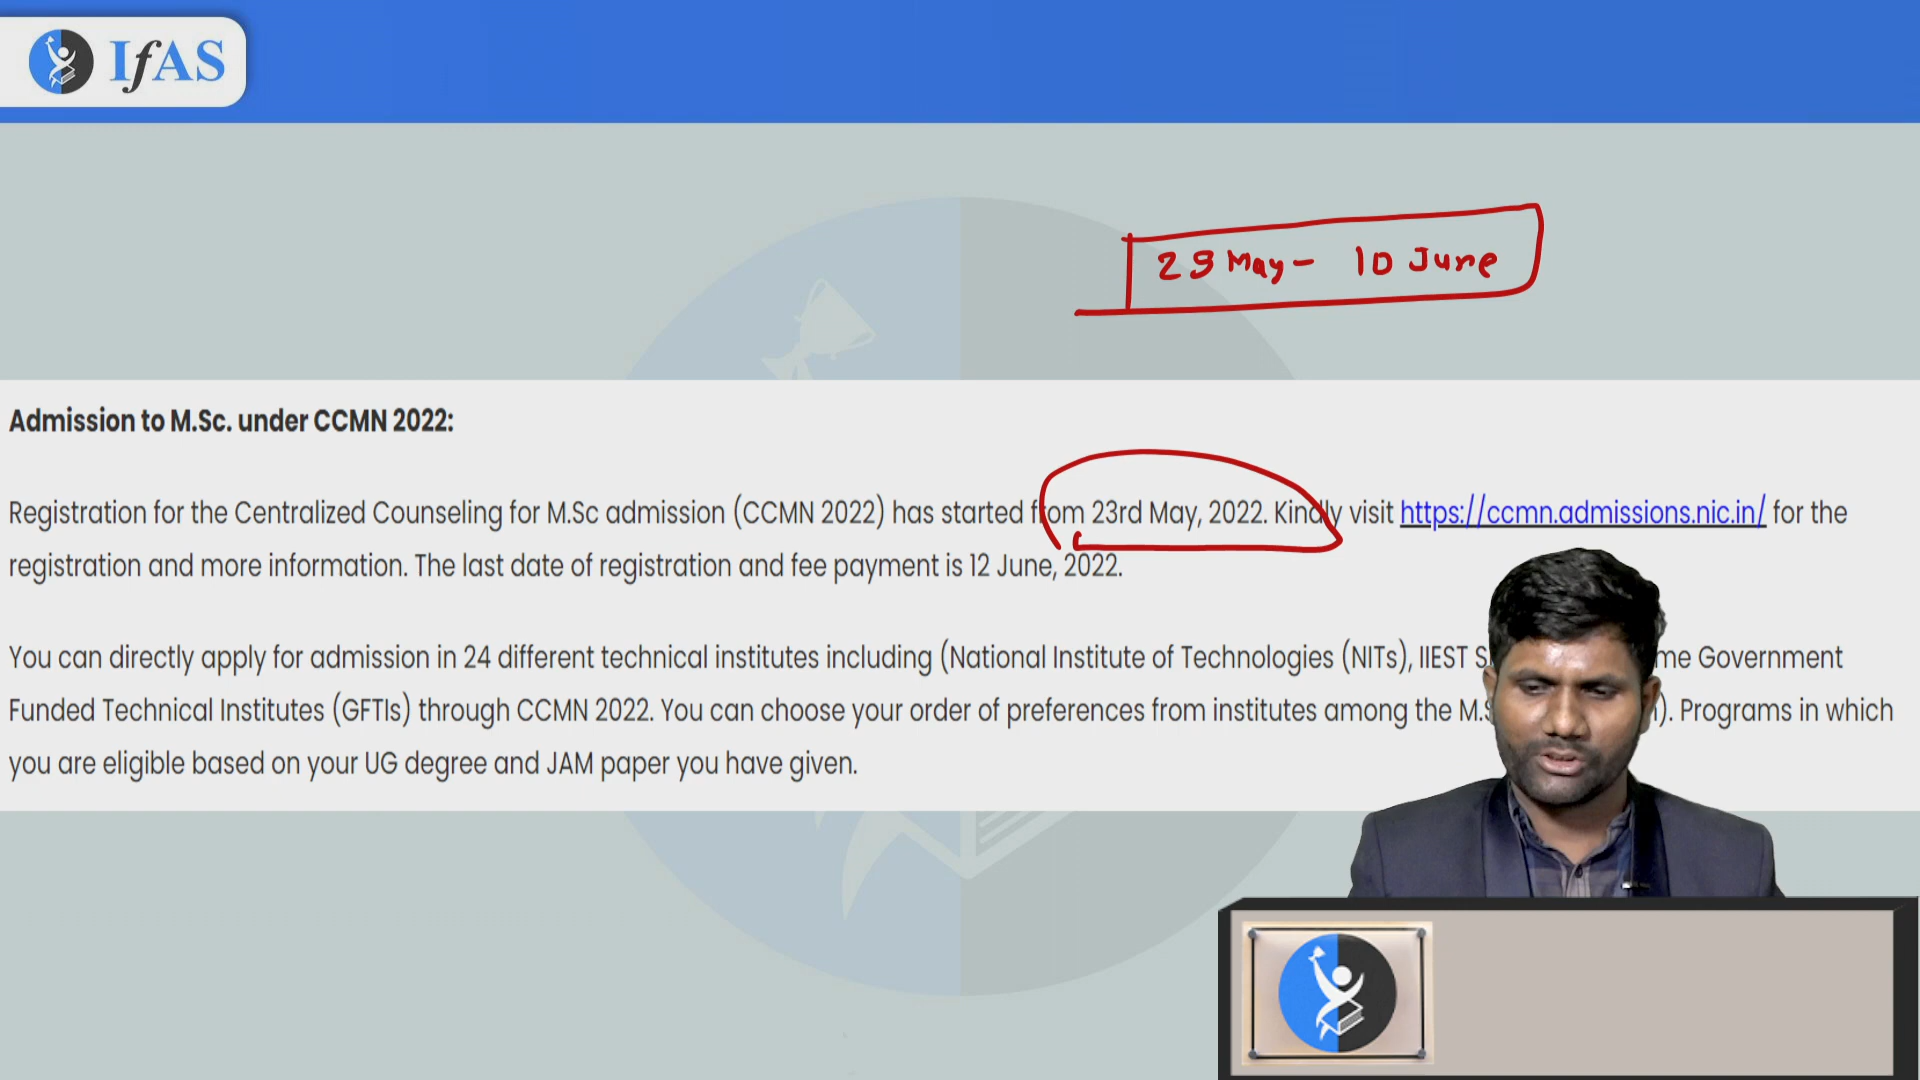 IfAS
23 May - 10 June
Admission to M.Sc. under CCMN 2022:
Registration for the Centralized Counseling for M.Sc admission (CCMN 2022) has started from 23rd May, 2022. Kindly visit https://ccmn.admissions.nic.in/ for the
registration and more information. The last date of registration and fee payment is 12 June, 2022.
You can directly apply for admission in 24 different technical institutes including (National Institute of Technologies (NITs), IIEST Government
Funded Technical Institutes (GFTIs) through CCMN 2022. You can choose your order of preferences from institutes among the Programs in which
you are eligible based on your UG degree and JAM paper you have given.